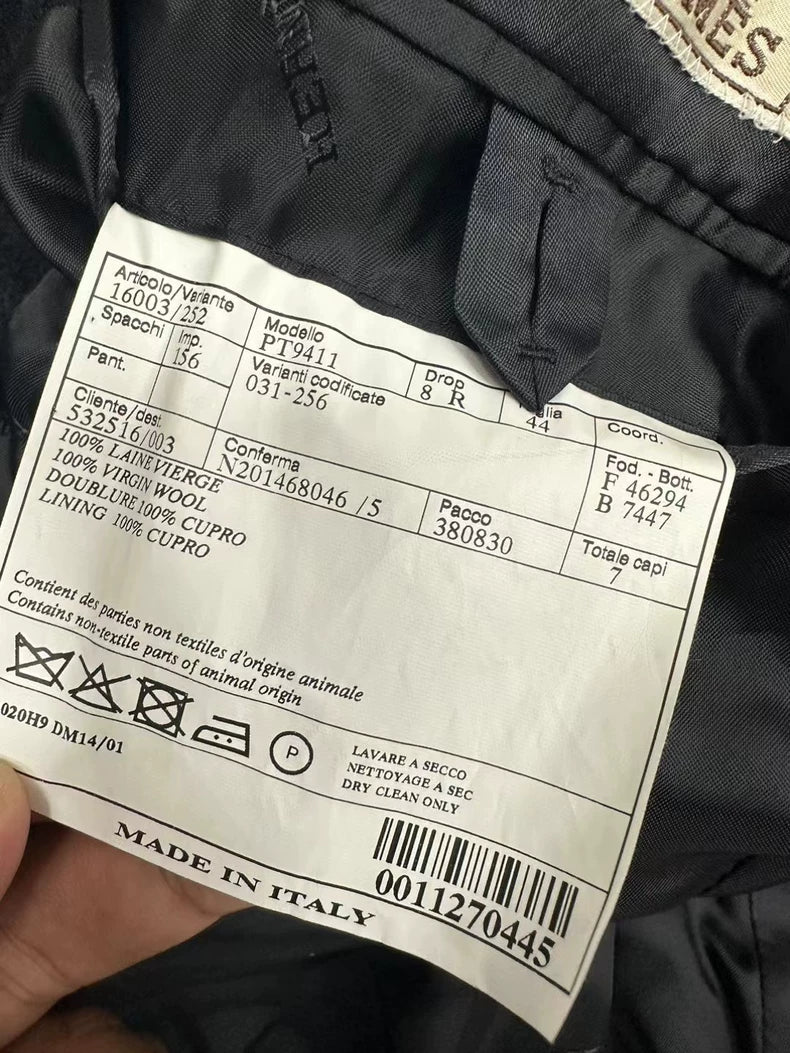 MES
Articolo/Variante
16003/252
Modello
PT9411
Drop
8 R
44
Coord.
Spacchi
Imp.
156
Varianti codificate
031-256
Fod. - Bott.
F 46294
B 7447
Pant.
Cliente/dest.
532516/003
Conferma
N201468046 /5
Pacco
380830
Totale capi
7
100% LAINE VIERGE
100% VIRGIN WOOL
DOUBLURE 100% CUPRO
LINING 100% CUPRO
Contient des parties non textiles d'origine animale
Contains non-textile parts of animal origin
P
LAVARE A SECCO
NETTOYAGE A SEC
DRY CLEAN ONLY
020H9 DM14/01
MADE IN ITALY
0011270445